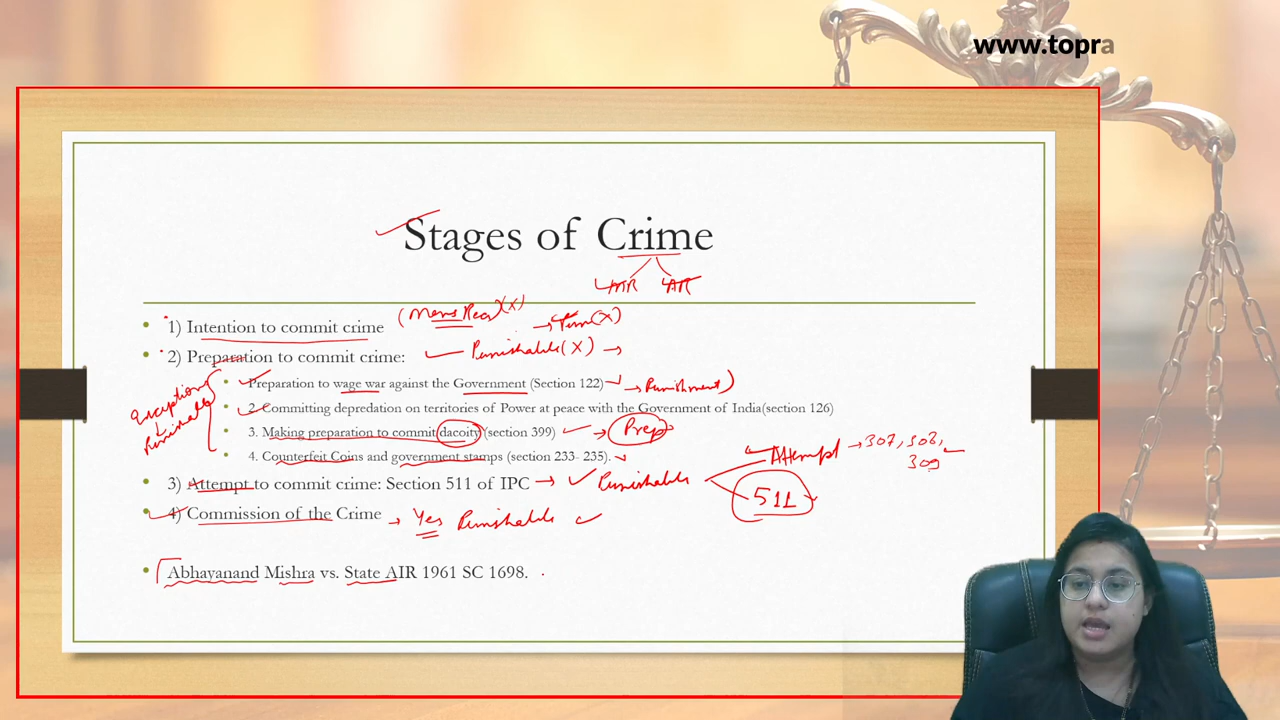 www.topra
Stages of Crime
MR AR
1) Intention to commit crime (Mens Rea)(X) → Pun(X)
2) Preparation to commit crime: Punishable (X) →
Preparation to wage war against the Government (Section 122) → Punishment)
2. Committing depredation on territories of Power at peace with the Government of India(section 126)
3. Making preparation to commit dacoity (section 399) → Prep
4. Counterfeit Coins and government stamps (section 233- 235).
exceptions
↓
Punishable
3) Attempt to commit crime: Section 511 of IPC → Punishable
Attempt → 307, 308,
309
511
4) Commission of the Crime → Yes Punishable
Abhayanand Mishra vs. State AIR 1961 SC 1698.